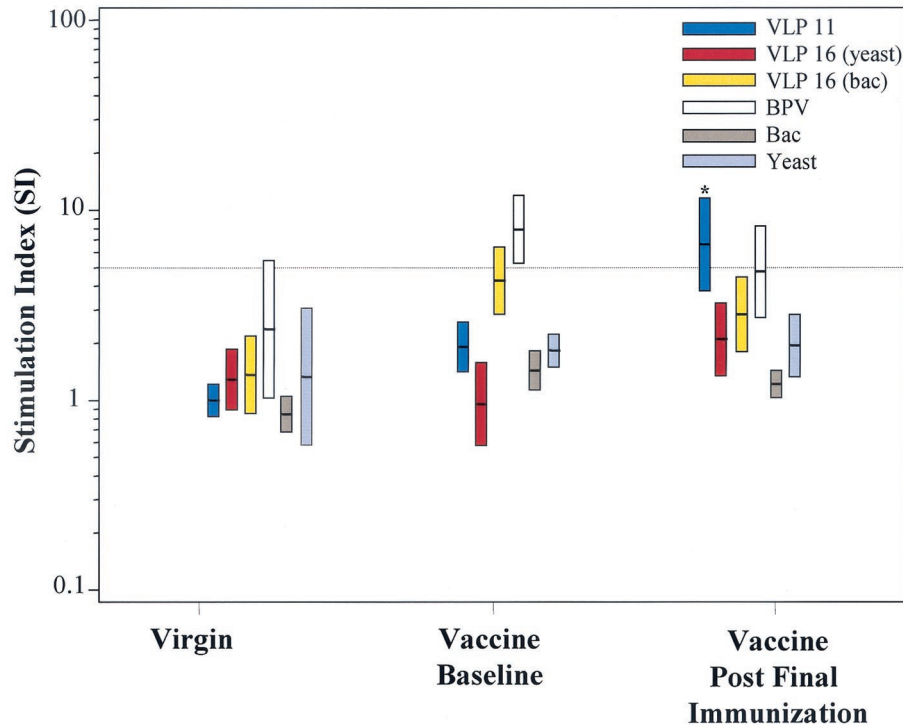 100
10
1
0.1
Stimulation Index (SI)
VLP 11
VLP 16 (yeast)
VLP 16 (bac)
BPV
Bac
Yeast
*
Virgin
Vaccine
Baseline
Vaccine
Post Final
Immunization